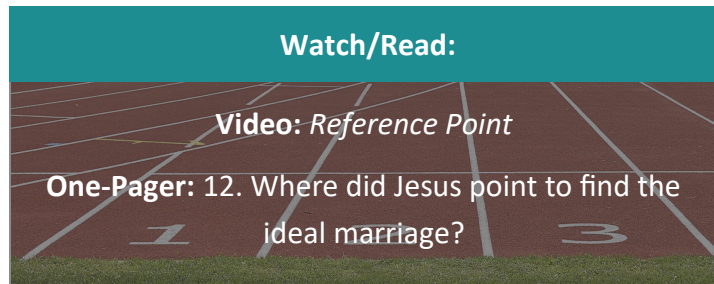 Watch/Read:
Video: Reference Point
One-Pager: 12. Where did Jesus point to find the
ideal marriage?
1 2 3